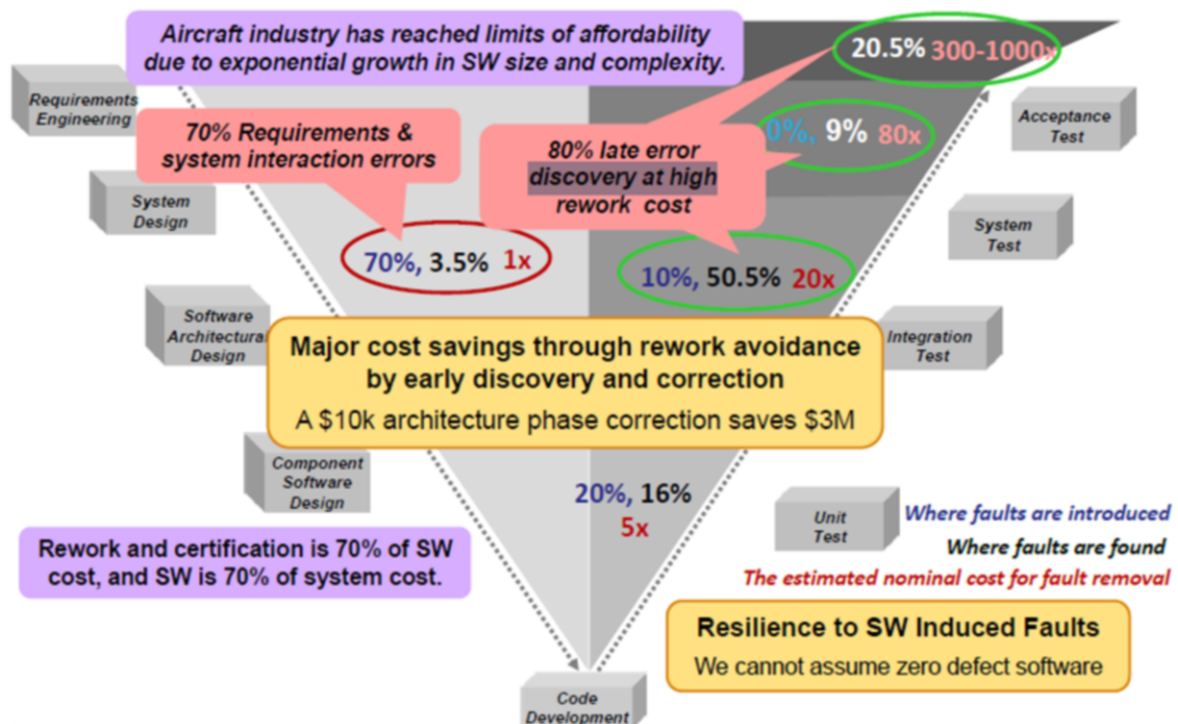 Aircraft industry has reached limits of affordability
due to exponential growth in SW size and complexity.
20.5% 300-1000x
Requirements
Engineering
70% Requirements &
system interaction errors
80% late error
discovery at high
rework cost
0%, 9% 80x
Acceptance
Test
System
Design
System
Test
70%, 3.5% 1x
10%, 50.5% 20x
Software
Architectural
Design
Integration
Test
Major cost savings through rework avoidance
by early discovery and correction
A $10k architecture phase correction saves $3M
Component
Software
Design
20%, 16%
5x
Unit
Test
Where faults are introduced
Where faults are found
The estimated nominal cost for fault removal
Rework and certification is 70% of SW
cost, and SW is 70% of system cost.
Resilience to SW Induced Faults
We cannot assume zero defect software
Code
Development